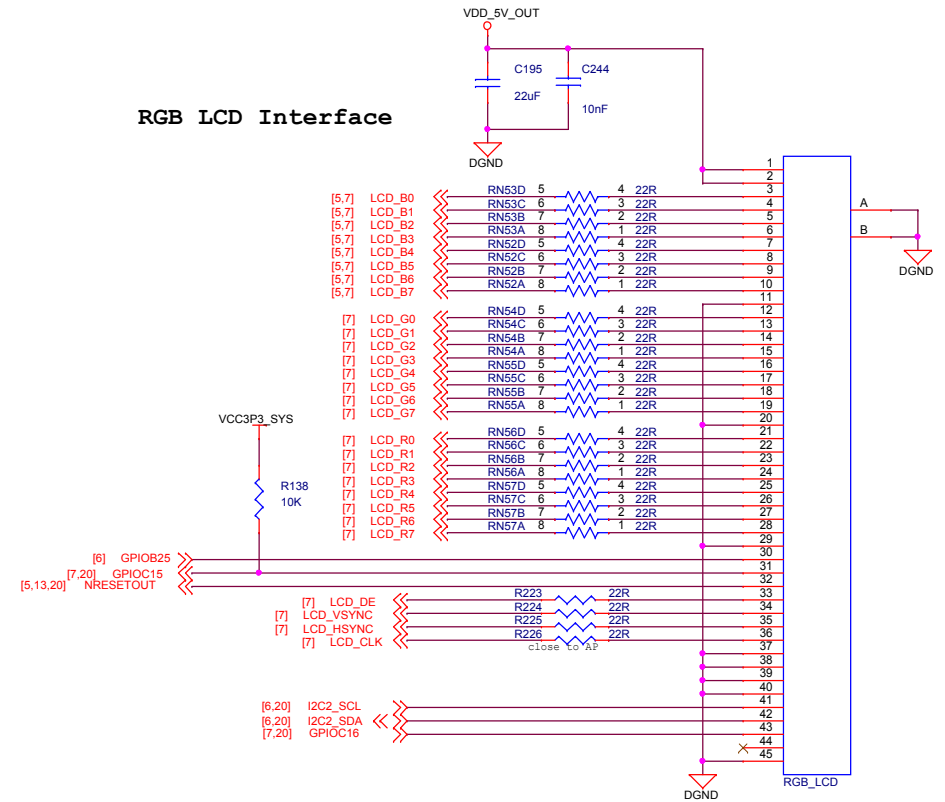 VDD_5V_OUT
C195 C244
22uF
10nF
RGB LCD Interface
DGND
1
2
[5,7] LCD_B0 RN53D 5 4 22R 3
[5,7] LCD_B1 RN53C 6 3 22R 4
[5,7] LCD_B2 RN53B 7 2 22R 5
[5,7] LCD_B3 RN53A 8 1 22R 6
[5,7] LCD_B4 RN52D 5 4 22R 7
[5,7] LCD_B5 RN52C 6 3 22R 8
[5,7] LCD_B6 RN52B 7 2 22R 9
[5,7] LCD_B7 RN52A 8 1 22R 10
A
B
DGND
11
[7] LCD_G0 RN54D 5 4 22R 12
[7] LCD_G1 RN54C 6 3 22R 13
[7] LCD_G2 RN54B 7 2 22R 14
[7] LCD_G3 RN54A 8 1 22R 15
[7] LCD_G4 RN55D 5 4 22R 16
[7] LCD_G5 RN55C 6 3 22R 17
[7] LCD_G6 RN55B 7 2 22R 18
[7] LCD_G7 RN55A 8 1 22R 19
20
VCC3P3_SYS
R138
10K
[7] LCD_R0 RN56D 5 4 22R 21
[7] LCD_R1 RN56C 6 3 22R 22
[7] LCD_R2 RN56B 7 2 22R 23
[7] LCD_R3 RN56A 8 1 22R 24
[7] LCD_R4 RN57D 5 4 22R 25
[7] LCD_R5 RN57C 6 3 22R 26
[7] LCD_R6 RN57B 7 2 22R 27
[7] LCD_R7 RN57A 8 1 22R 28
29
[6] GPIOB25 30
[7,20] GPIOC15 31
[5,13,20] NRESETOUT 32
[7] LCD_DE R223 22R 33
[7] LCD_VSYNC R224 22R 34
[7] LCD_HSYNC R225 22R 35
[7] LCD_CLK R226 22R 36
close to AP
37
38
39
40
[6,20] I2C2_SCL 41
[6,20] I2C2_SDA 42
[7,20] GPIOC16 43
44
45
DGND
RGB_LCD